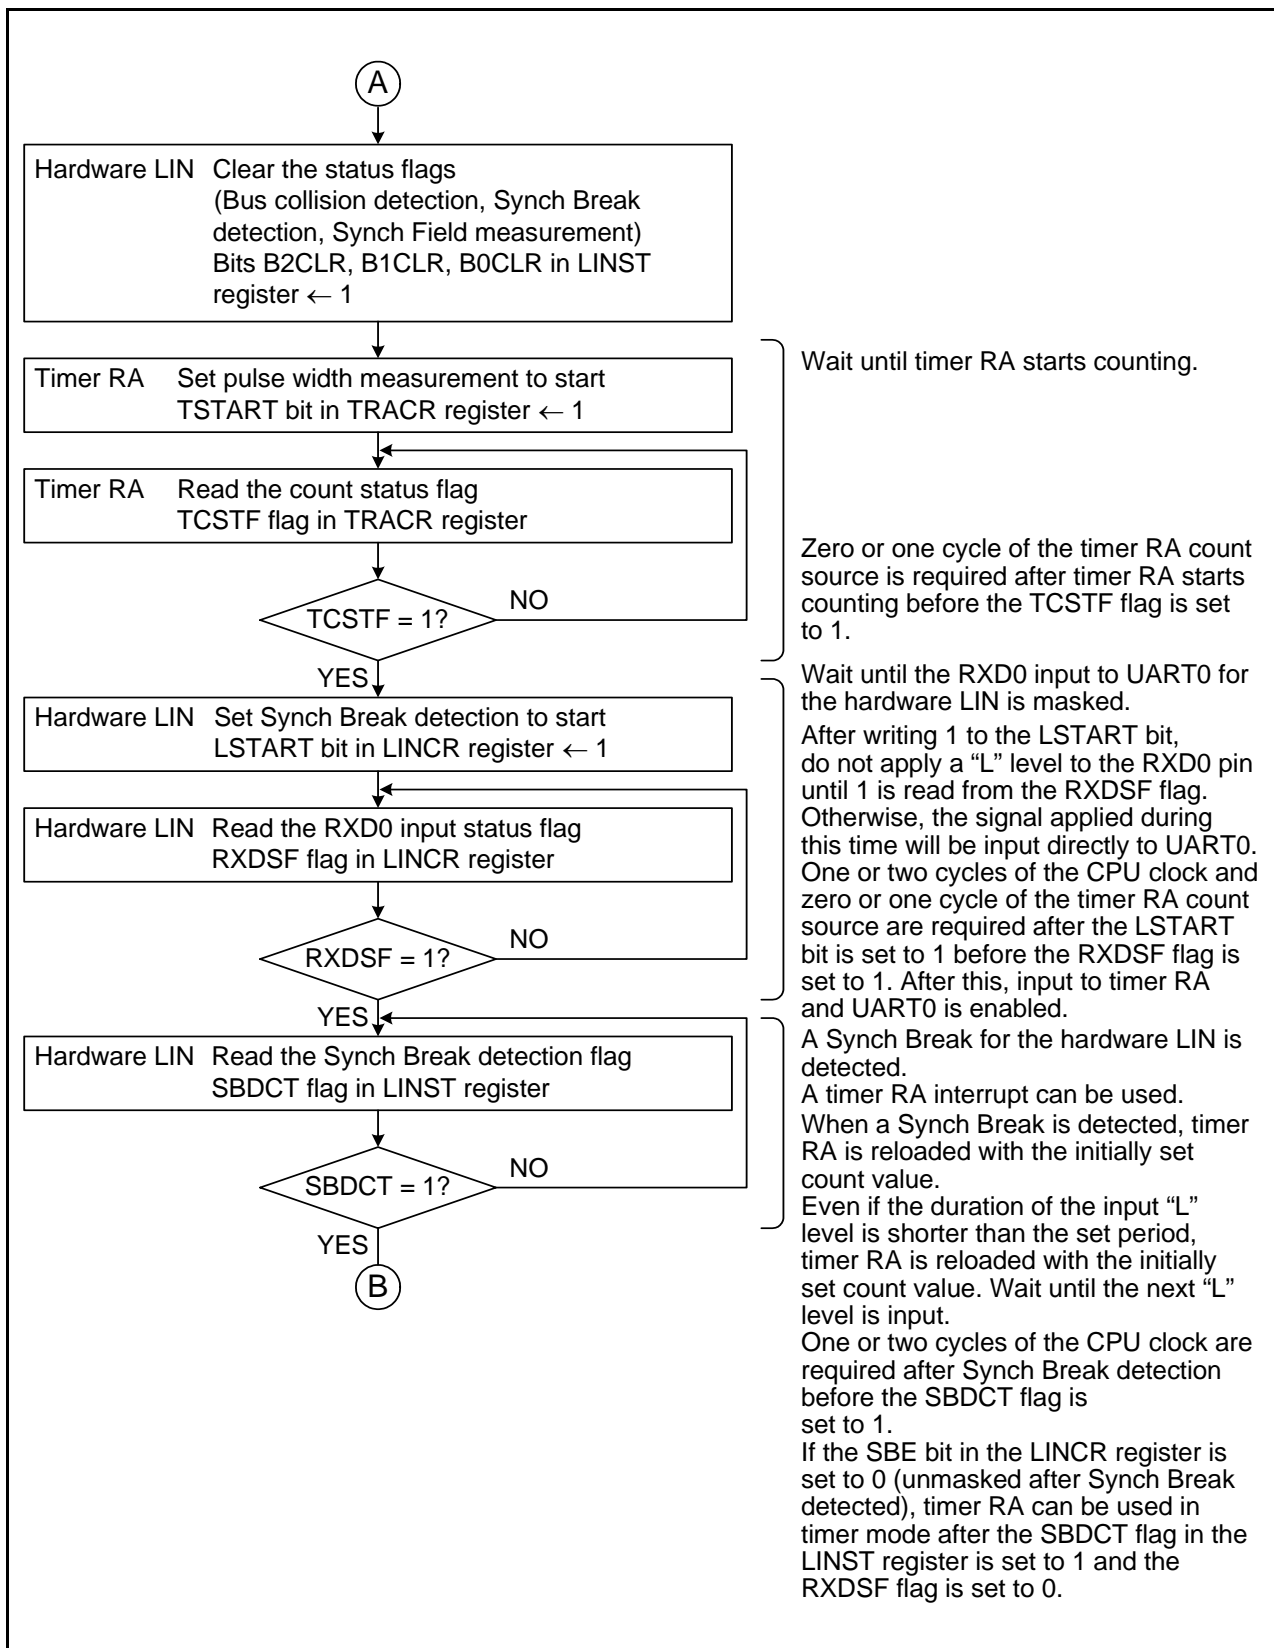 A
Hardware LIN Clear the status flags
(Bus collision detection, Synch Break
detection, Synch Field measurement)
Bits B2CLR, B1CLR, B0CLR in LINST
register ← 1
Timer RA Set pulse width measurement to start
TSTART bit in TRACR register ← 1
Wait until timer RA starts counting.
Timer RA Read the count status flag
TCSTF flag in TRACR register
TCSTF = 1?
NO
YES
Zero or one cycle of the timer RA count
source is required after timer RA starts
counting before the TCSTF flag is set
to 1.
Hardware LIN Set Synch Break detection to start
LSTART bit in LINCR register ← 1
Hardware LIN Read the RXD0 input status flag
RXDSF flag in LINCR register
RXDSF = 1?
NO
YES
Wait until the RXD0 input to UART0 for
the hardware LIN is masked.
After writing 1 to the LSTART bit,
do not apply a “L” level to the RXD0 pin
until 1 is read from the RXDSF flag.
Otherwise, the signal applied during
this time will be input directly to UART0.
One or two cycles of the CPU clock and
zero or one cycle of the timer RA count
source are required after the LSTART
bit is set to 1 before the RXDSF flag is
set to 1. After this, input to timer RA
and UART0 is enabled.
Hardware LIN Read the Synch Break detection flag
SBDCT flag in LINST register
SBDCT = 1?
NO
YES
B
A Synch Break for the hardware LIN is
detected.
A timer RA interrupt can be used.
When a Synch Break is detected, timer
RA is reloaded with the initially set
count value.
Even if the duration of the input “L”
level is shorter than the set period,
timer RA is reloaded with the initially
set count value. Wait until the next “L”
level is input.
One or two cycles of the CPU clock are
required after Synch Break detection
before the SBDCT flag is
set to 1.
If the SBE bit in the LINCR register is
set to 0 (unmasked after Synch Break
detected), timer RA can be used in
timer mode after the SBDCT flag in the
LINST register is set to 1 and the
RXDSF flag is set to 0.